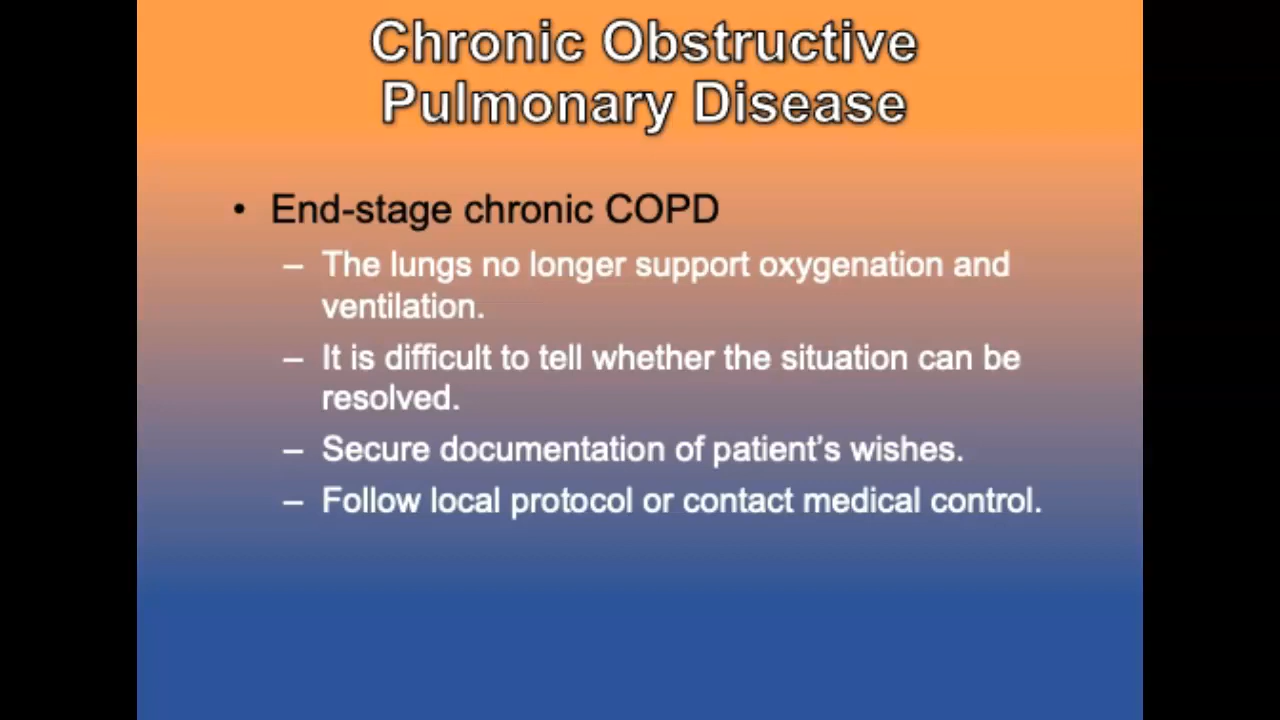 Chronic Obstructive
Pulmonary Disease
• End-stage chronic COPD
– The lungs no longer support oxygenation and
ventilation.
– It is difficult to tell whether the situation can be
resolved.
– Secure documentation of patient’s wishes.
– Follow local protocol or contact medical control.